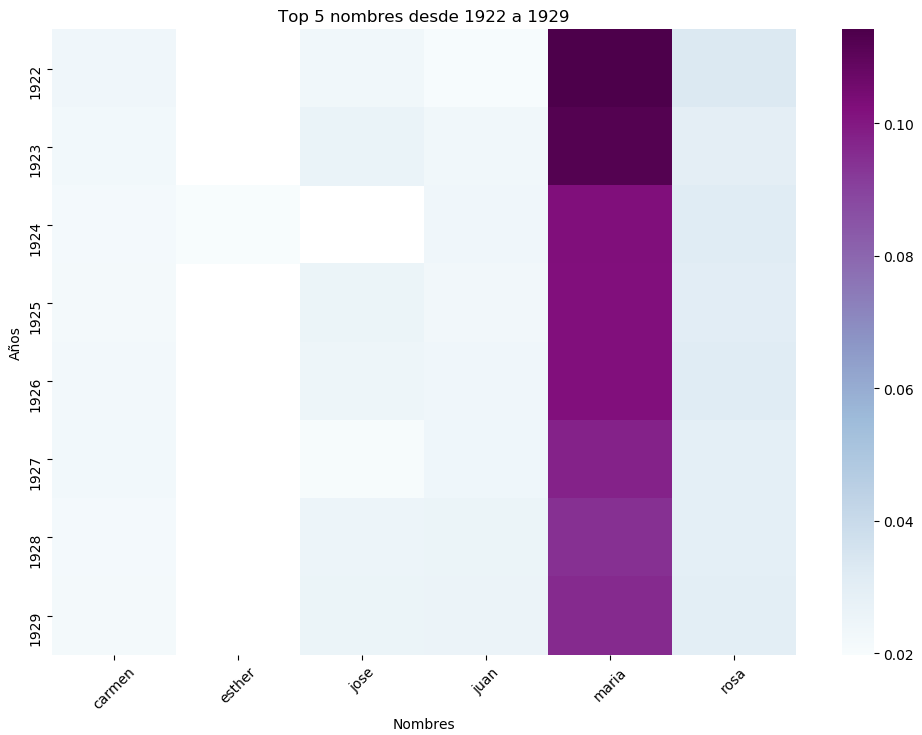 Top 5 nombres desde 1922 a 1929
Años
1922
1923
1924
1925
1926
1927
1928
1929
carmen
esther
jose
juan
maria
rosa
Nombres
0.10
0.08
0.06
0.04
0.02